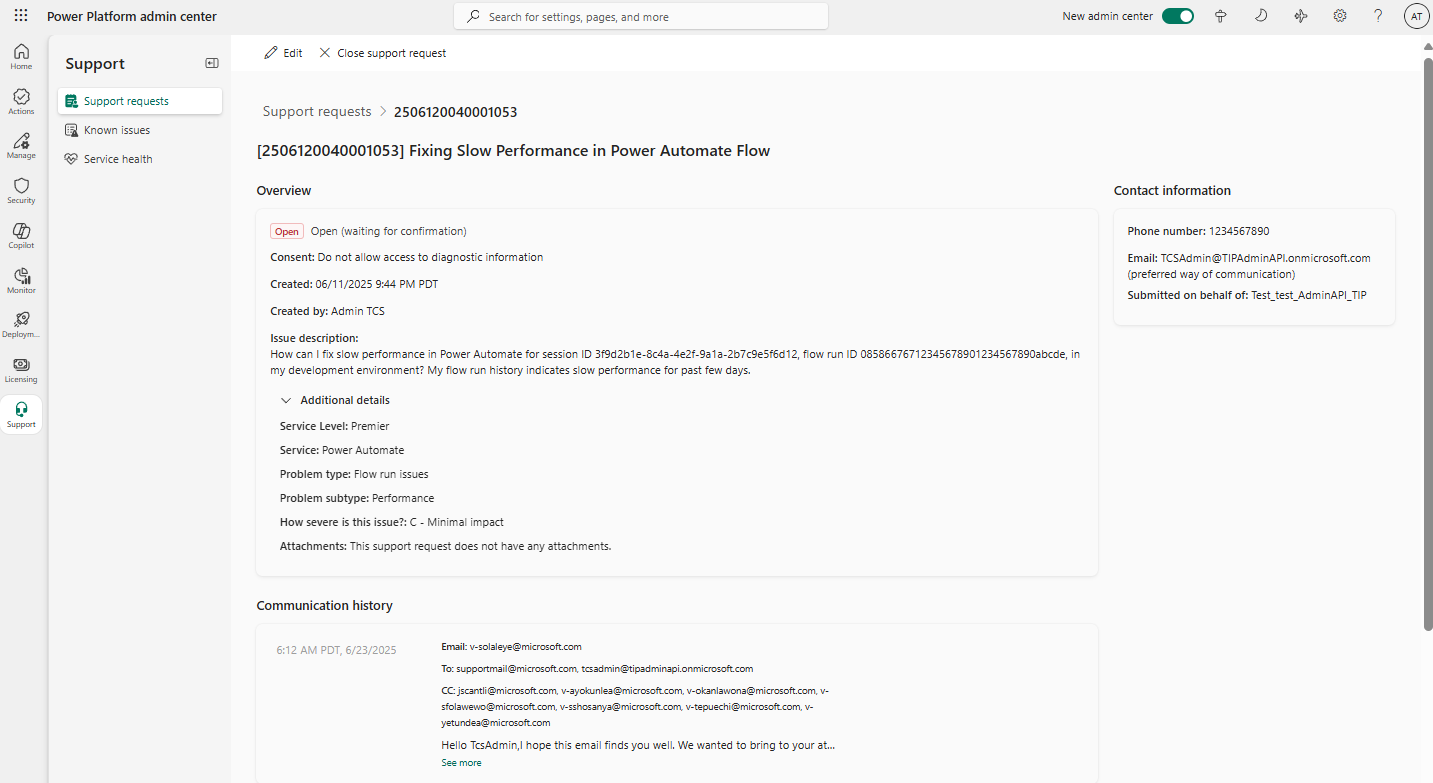 Power Platform admin center
Search for settings, pages, and more
New admin center
AT
Home
Actions
Manage
Security
Copilot
Monitor
Deploym...
Licensing
Support
Support
Support requests
Known issues
Service health
Edit
Close support request
Support requests > 2506120040001053
[2506120040001053] Fixing Slow Performance in Power Automate Flow
Overview
Open Open (waiting for confirmation)
Consent: Do not allow access to diagnostic information
Created: 06/11/2025 9:44 PM PDT
Created by: Admin TCS
Issue description:
How can I fix slow performance in Power Automate for session ID 3f9d2b1e-8c4a-4e2f-9a1a-2b7c9e5f6d12, flow run ID 08586676712345678901234567890abcde, in
my development environment? My flow run history indicates slow performance for past few days.
Additional details
Service Level: Premier
Service: Power Automate
Problem type: Flow run issues
Problem subtype: Performance
How severe is this issue?: C - Minimal impact
Attachments: This support request does not have any attachments.
Contact information
Phone number: 1234567890
Email: TCSAdmin@TIPAdminAPI.onmicrosoft.com
(preferred way of communication)
Submitted on behalf of: Test_test_AdminAPI_TIP
Communication history
6:12 AM PDT, 6/23/2025
Email: v-solaleye@microsoft.com
To: supportmail@microsoft.com, tcsadmin@tipadminapi.onmicrosoft.com
CC: jscantli@microsoft.com, v-ayokunlea@microsoft.com, v-okanlawona@microsoft.com, v-
sfolawewo@microsoft.com, v-sshosanya@microsoft.com, v-tepuechi@microsoft.com, v-
yetundea@microsoft.com
Hello TcsAdmin,I hope this email finds you well. We wanted to bring to your at...
See more